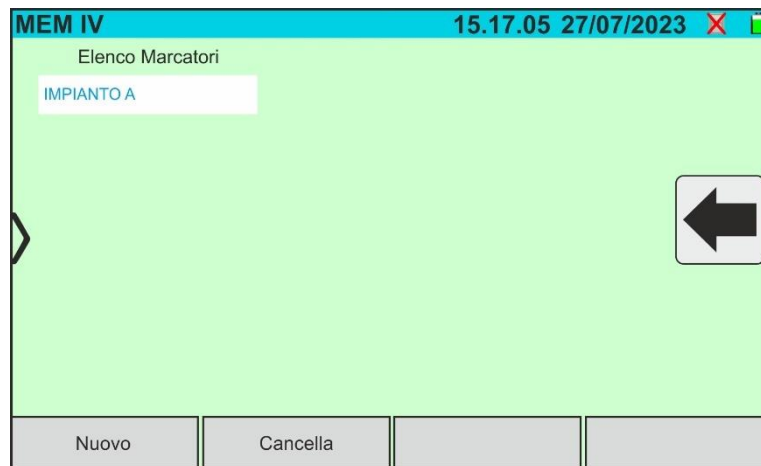 MEM IV 15.17.05 27/07/2023
Elenco Marcatori
IMPIANTO A
Nuovo Cancella